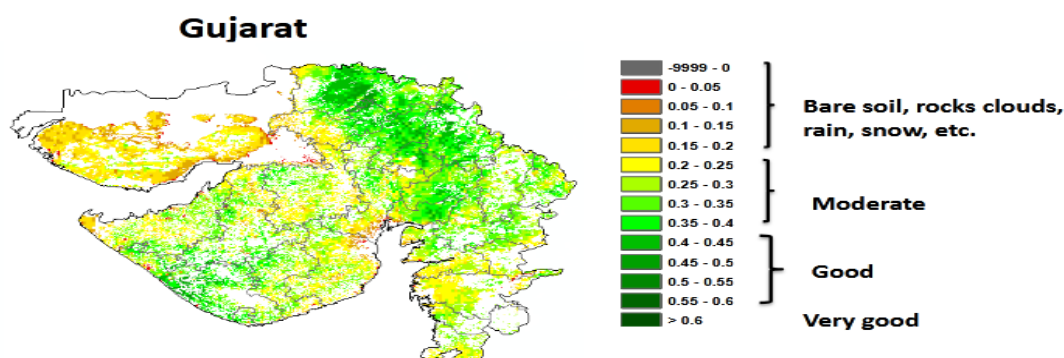 Gujarat
-9999 - 0
0 - 0.05
0.05 - 0.1
0.1 - 0.15
0.15 - 0.2
0.2 - 0.25
0.25 - 0.3
0.3 - 0.35
0.35 - 0.4
0.4 - 0.45
0.45 - 0.5
0.5 - 0.55
0.55 - 0.6
> 0.6
Bare soil, rocks clouds,
rain, snow, etc.
Moderate
Good
Very good